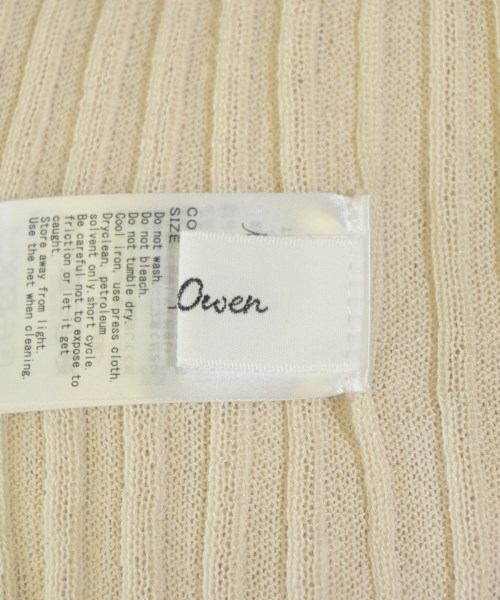 Owen
CO
SIZE
Do not wash.
Do not bleach.
Do not tumble dry.
Cool iron, use press cloth.
Dryclean, petroleum
solvent only, short cycle.
Be careful not to expose to
friction or let it get
caught.
Store away from light.
Use the net when cleaning.